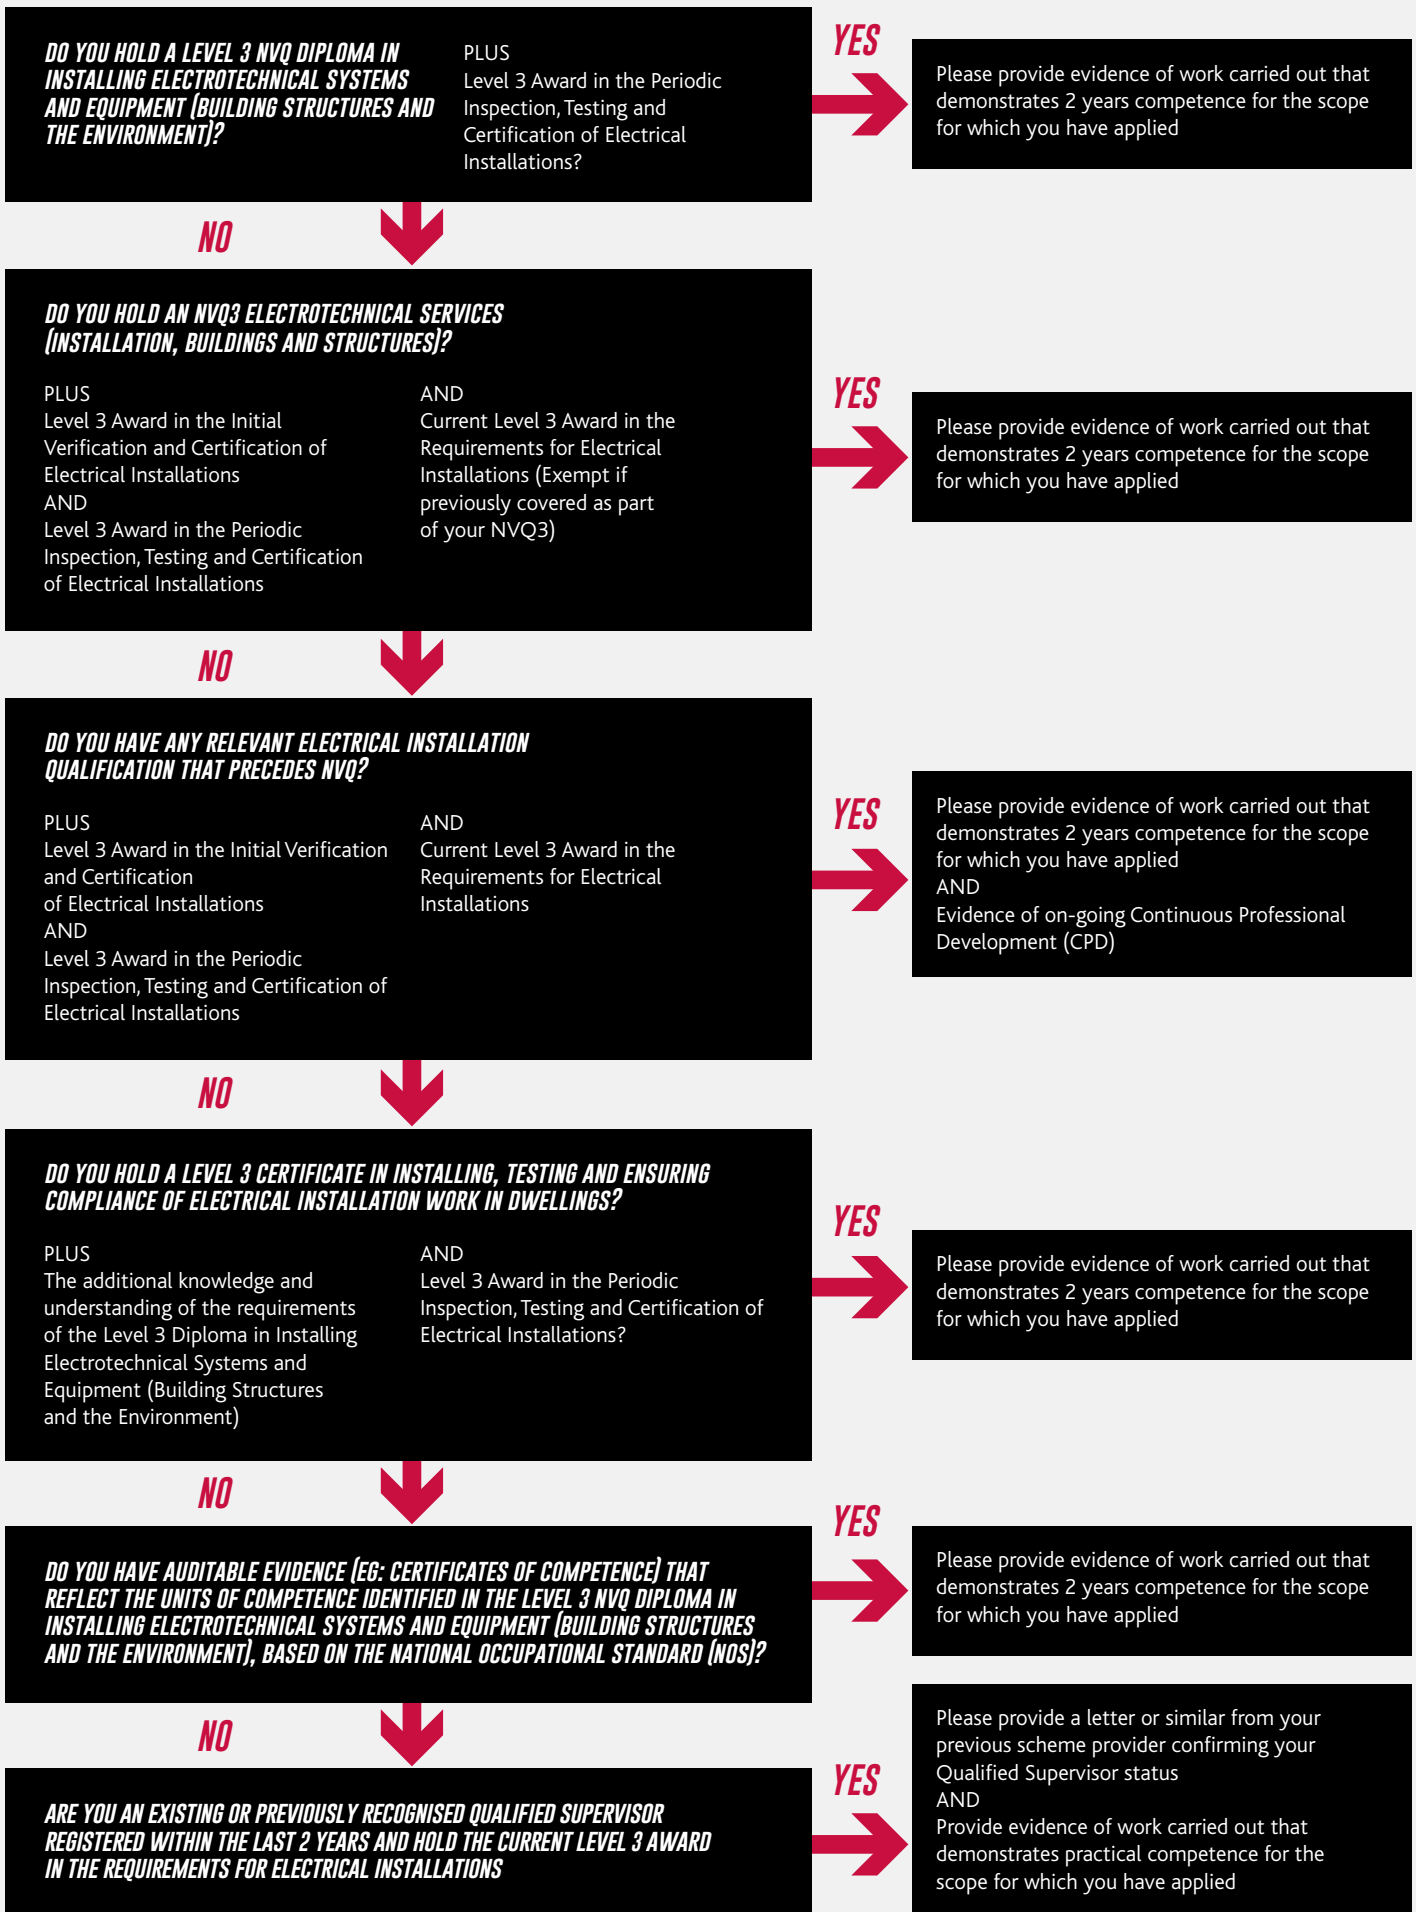 DO YOU HOLD A LEVEL 3 NVQ DIPLOMA IN
INSTALLING ELECTROTECHNICAL SYSTEMS
AND EQUIPMENT (BUILDING STRUCTURES AND
THE ENVIRONMENT)?
PLUS
Level 3 Award in the Periodic
Inspection, Testing and
Certification of Electrical
Installations?
YES
Please provide evidence of work carried out that
demonstrates 2 years competence for the scope
for which you have applied
NO
DO YOU HOLD AN NVQ3 ELECTROTECHNICAL SERVICES
(INSTALLATION, BUILDINGS AND STRUCTURES)?
PLUS
Level 3 Award in the Initial
Verification and Certification of
Electrical Installations
AND
Level 3 Award in the Periodic
Inspection, Testing and Certification
of Electrical Installations
AND
Current Level 3 Award in the
Requirements for Electrical
Installations (Exempt if
previously covered as part
of your NVQ3)
YES
Please provide evidence of work carried out that
demonstrates 2 years competence for the scope
for which you have applied
NO
DO YOU HAVE ANY RELEVANT ELECTRICAL INSTALLATION
QUALIFICATION THAT PRECEDES NVQ?
PLUS
Level 3 Award in the Initial Verification
and Certification
of Electrical Installations
AND
Level 3 Award in the Periodic
Inspection, Testing and Certification of
Electrical Installations
AND
Current Level 3 Award in the
Requirements for Electrical
Installations
YES
Please provide evidence of work carried out that
demonstrates 2 years competence for the scope
for which you have applied
AND
Evidence of on-going Continuous Professional
Development (CPD)
NO
DO YOU HOLD A LEVEL 3 CERTIFICATE IN INSTALLING, TESTING AND ENSURING
COMPLIANCE OF ELECTRICAL INSTALLATION WORK IN DWELLINGS?
PLUS
The additional knowledge and
understanding of the requirements
of the Level 3 Diploma in Installing
Electrotechnical Systems and
Equipment (Building Structures
and the Environment)
AND
Level 3 Award in the Periodic
Inspection, Testing and Certification of
Electrical Installations?
YES
Please provide evidence of work carried out that
demonstrates 2 years competence for the scope
for which you have applied
NO
DO YOU HAVE AUDITABLE EVIDENCE (EG: CERTIFICATES OF COMPETENCE) THAT
REFLECT THE UNITS OF COMPETENCE IDENTIFIED IN THE LEVEL 3 NVQ DIPLOMA IN
INSTALLING ELECTROTECHNICAL SYSTEMS AND EQUIPMENT (BUILDING STRUCTURES
AND THE ENVIRONMENT), BASED ON THE NATIONAL OCCUPATIONAL STANDARD (NOS)?
YES
Please provide evidence of work carried out that
demonstrates 2 years competence for the scope
for which you have applied
NO
ARE YOU AN EXISTING OR PREVIOUSLY RECOGNISED QUALIFIED SUPERVISOR
REGISTERED WITHIN THE LAST 2 YEARS AND HOLD THE CURRENT LEVEL 3 AWARD
IN THE REQUIREMENTS FOR ELECTRICAL INSTALLATIONS
YES
Please provide a letter or similar from your
previous scheme provider confirming your
Qualified Supervisor status
AND
Provide evidence of work carried out that
demonstrates practical competence for the
scope for which you have applied